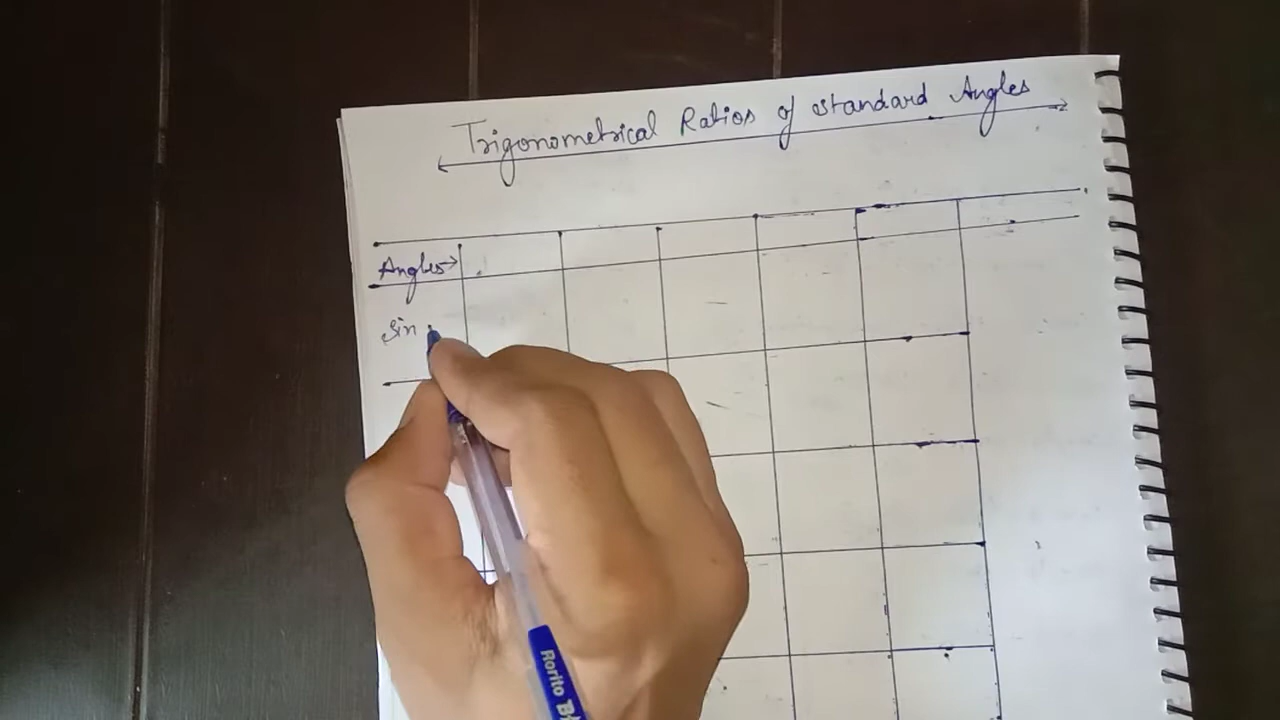 Trigonometrical Ratios of standard Angles
Angles→
Sin
Rorito